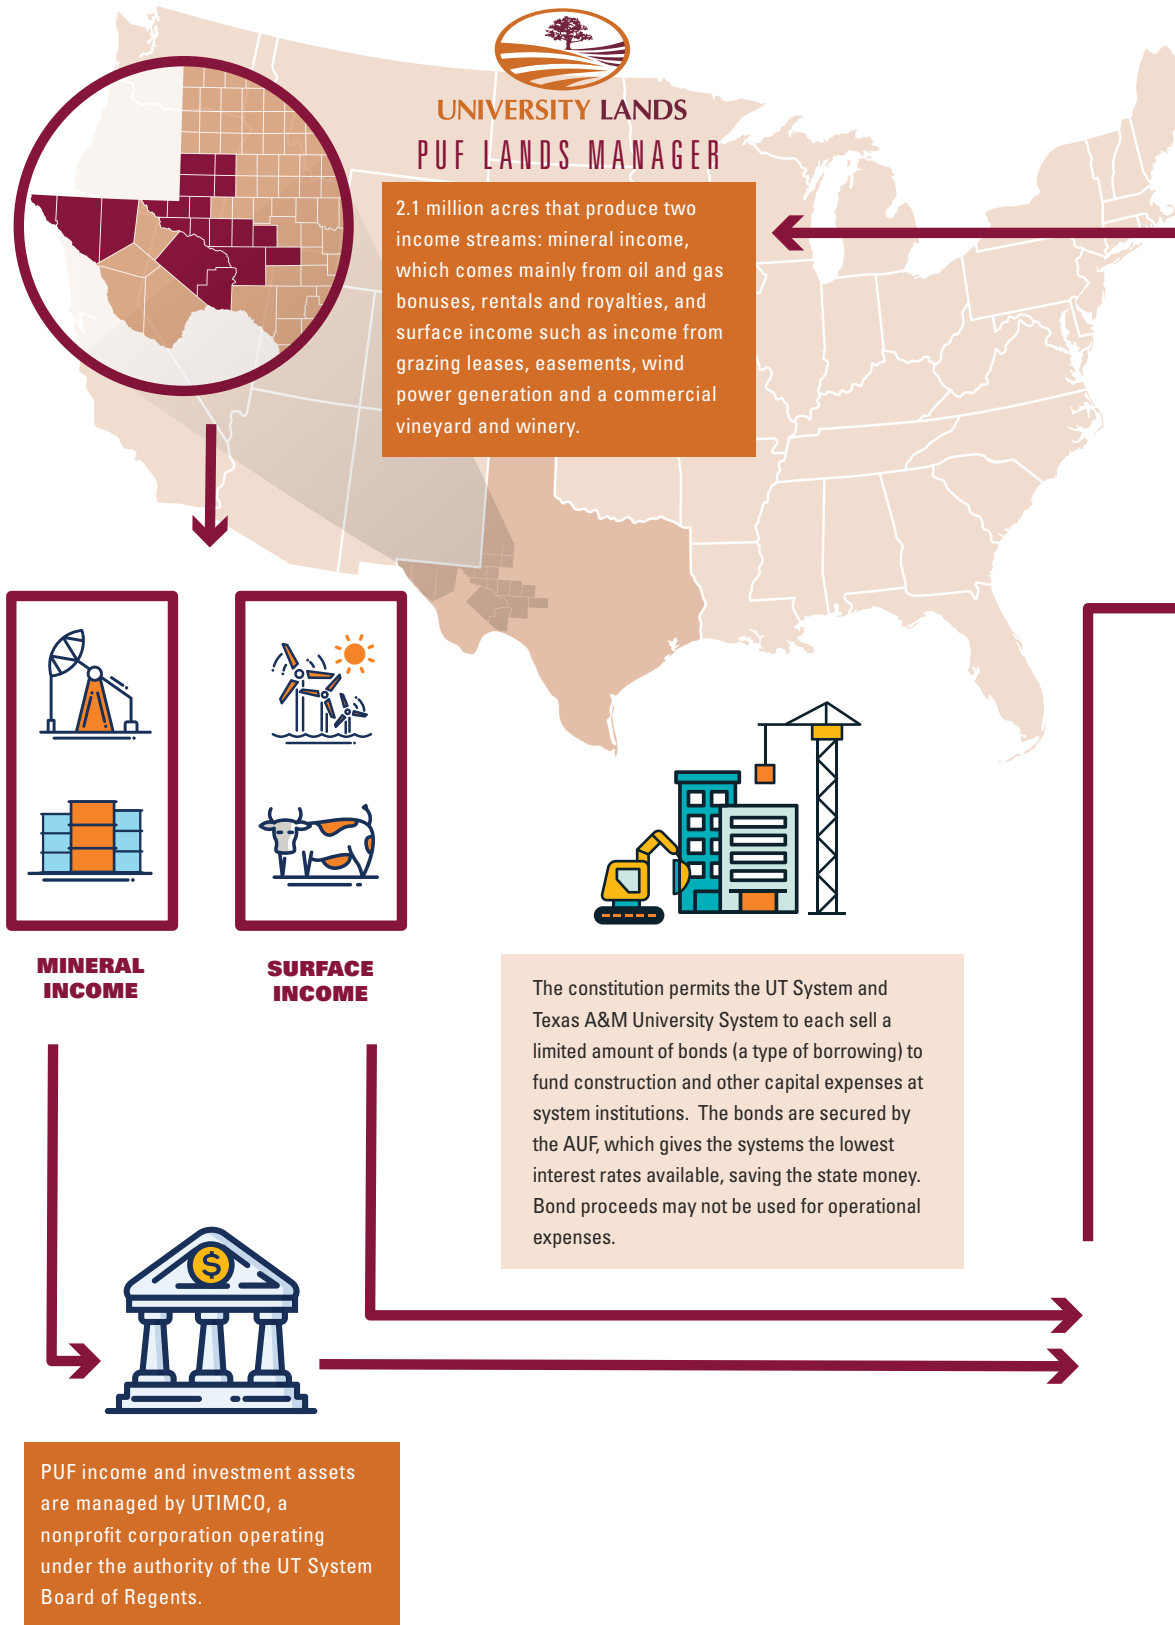 UNIVERSITY LANDS
PUF LANDS MANAGER
2.1 million acres that produce two
income streams: mineral income,
which comes mainly from oil and gas
bonuses, rentals and royalties, and
surface income such as income from
grazing leases, easements, wind
power generation and a commercial
vineyard and winery.
MINERAL
INCOME
SURFACE
INCOME
The constitution permits the UT System and
Texas A&M University System to each sell a
limited amount of bonds (a type of borrowing) to
fund construction and other capital expenses at
system institutions.  The bonds are secured by
the AUF, which gives the systems the lowest
interest rates available, saving the state money.
Bond proceeds may not be used for operational
expenses.
$
PUF income and investment assets
are managed by UTIMCO, a
nonprofit corporation operating
under the authority of the UT System
Board of Regents.